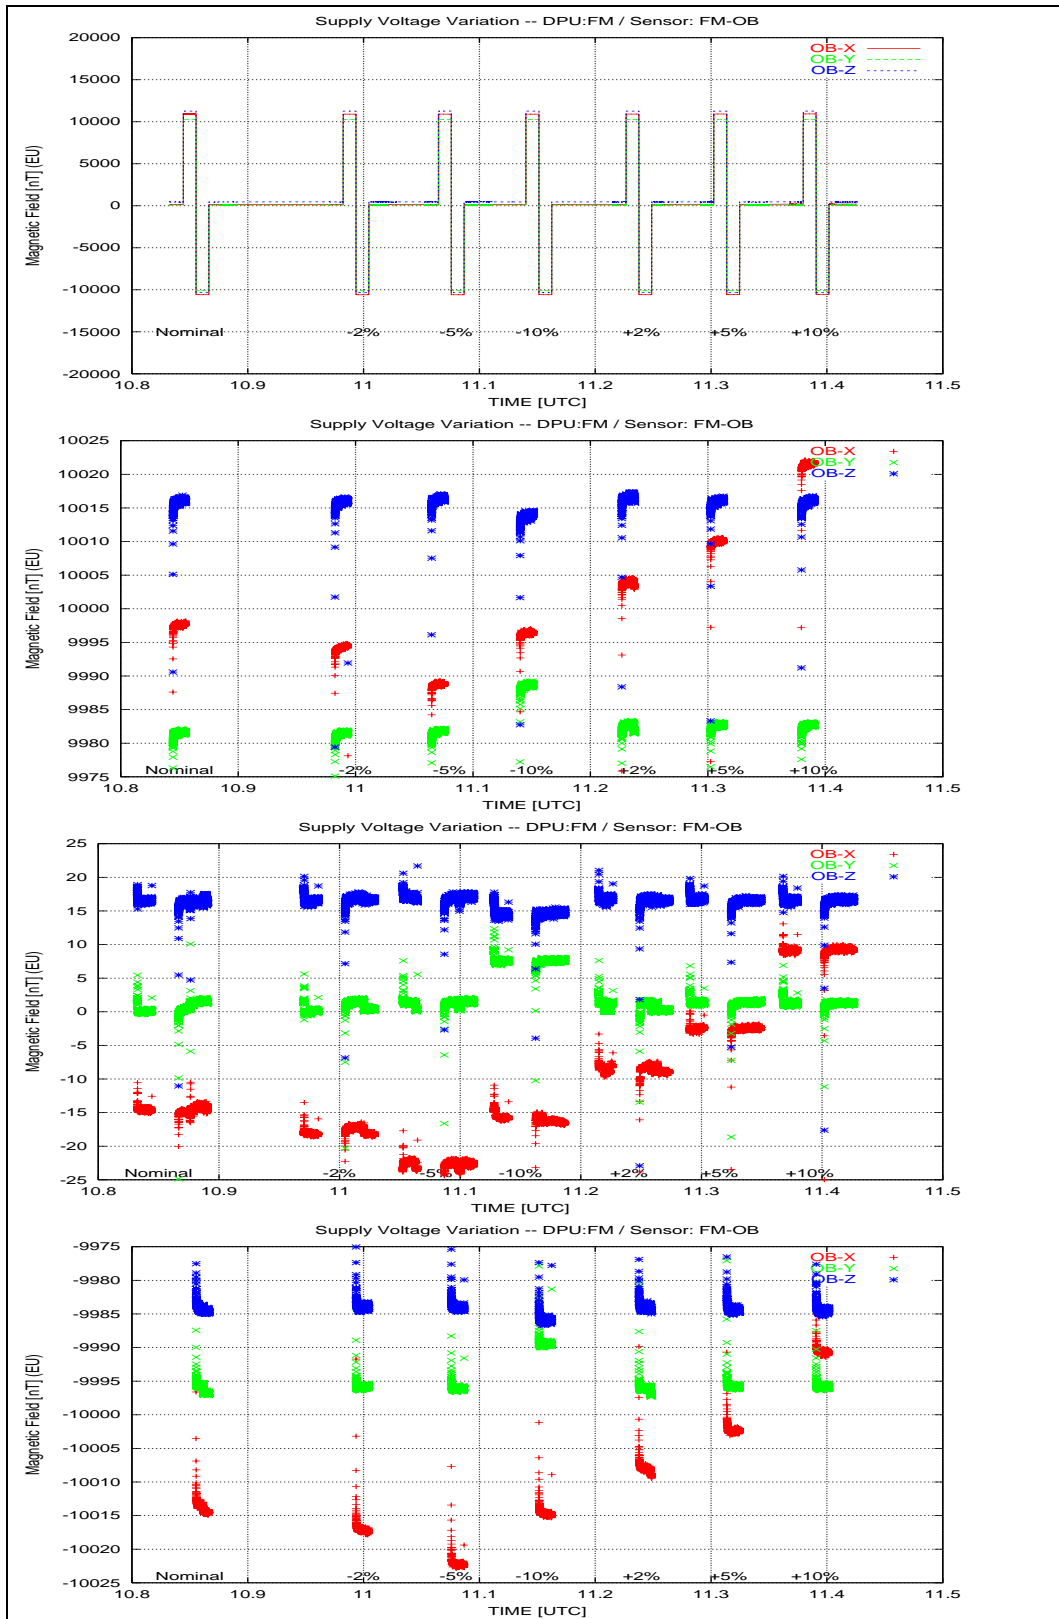 Supply Voltage Variation -- DPU:FM / Sensor: FM-OB
20000
15000
10000
5000
0
-5000
-10000
-15000
-20000
Magnetic Field [nT] (EU)
OB-X
OB-Y
OB-Z
Nominal -2% -5% -10% +2% +5% +10%
10.8 10.9 11 11.1 11.2 11.3 11.4 11.5
TIME [UTC]
Supply Voltage Variation -- DPU:FM / Sensor: FM-OB
10025
10020
10015
10010
10005
10000
9995
9990
9985
9980
9975
Magnetic Field [nT] (EU)
OB-X
OB-Y
OB-Z
Nominal -2% -5% -10% +2% +5% +10%
10.8 10.9 11 11.1 11.2 11.3 11.4 11.5
TIME [UTC]
Supply Voltage Variation -- DPU:FM / Sensor: FM-OB
25
20
15
10
5
0
-5
-10
-15
-20
-25
Magnetic Field [nT] (EU)
OB-X
OB-Y
OB-Z
Nominal -2% -5% -10% +2% +5% +10%
10.8 10.9 11 11.1 11.2 11.3 11.4 11.5
TIME [UTC]
Supply Voltage Variation -- DPU:FM / Sensor: FM-OB
-9975
-9980
-9985
-9990
-9995
-10000
-10005
-10010
-10015
-10020
-10025
Magnetic Field [nT] (EU)
OB-X
OB-Y
OB-Z
Nominal -2% -5% -10% +2% +5% +10%
10.8 10.9 11 11.1 11.2 11.3 11.4 11.5
TIME [UTC]